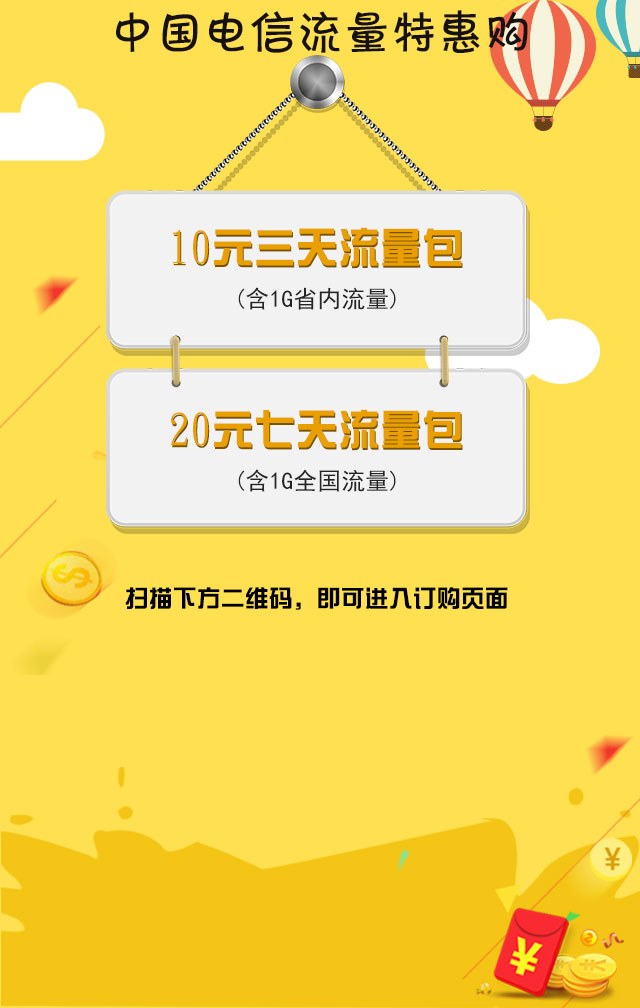 中国电信流量特惠购
10元三天流量包
(含1G省内流量)
20元七天流量包
(含1G全国流量)
扫描下方二维码，即可进入订购页面
¥
¥